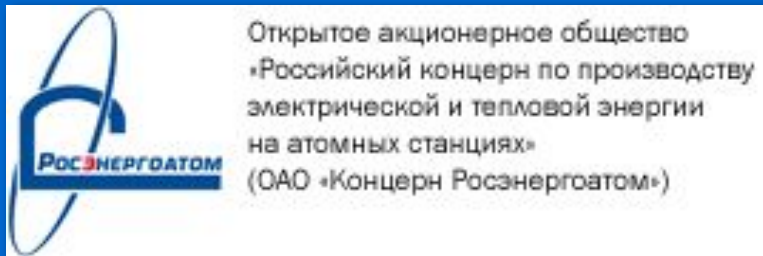 Открытое акционерное общество
«Российский концерн по производству
электрической и тепловой энергии
на атомных станциях»
(ОАО «Концерн Росэнергоатом»)
РОСЭНЕРГОАТОМ